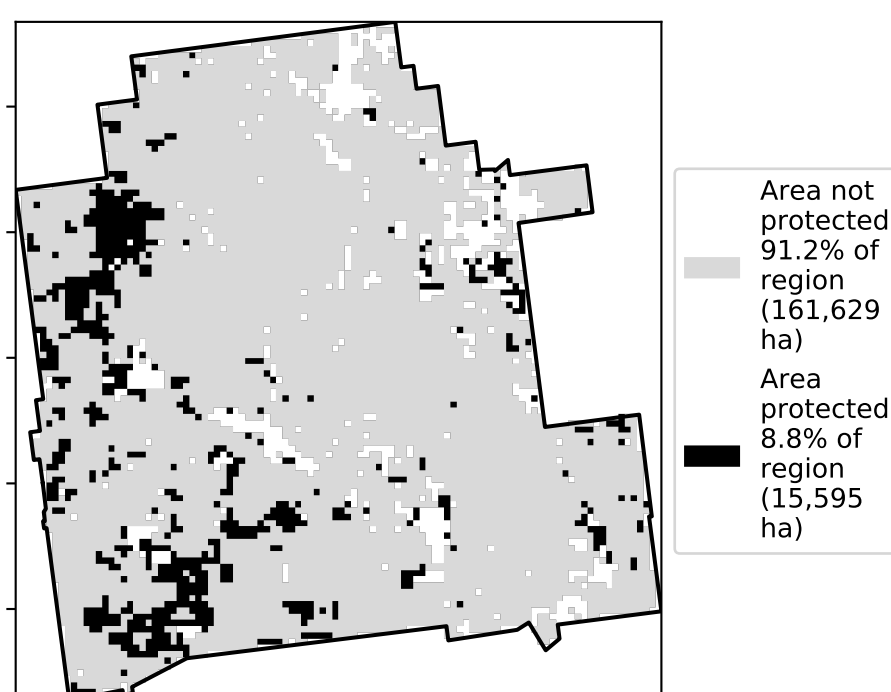 Area not
protected
91.2% of
region
(161,629
ha)
Area
protected
8.8% of
region
(15,595
ha)